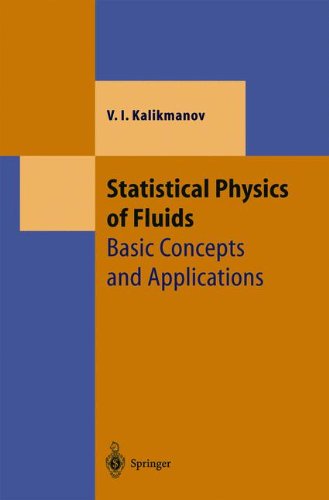 V. I. Kalikmanov
Statistical Physics
of Fluids
Basic Concepts
and Applications
Springer